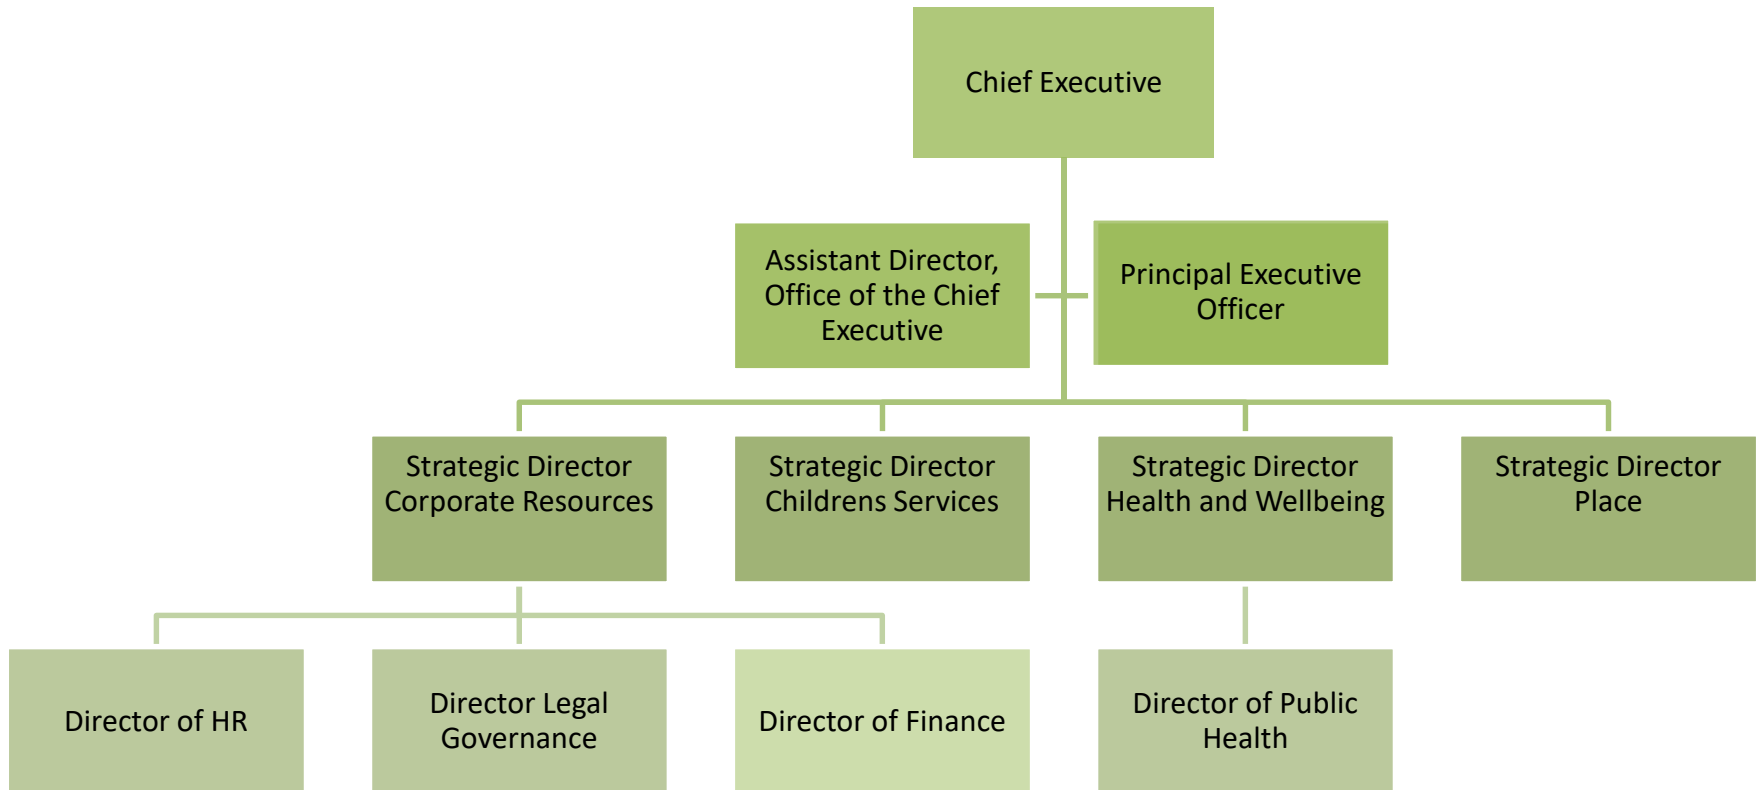 Chief Executive
Assistant Director,
Office of the Chief
Executive
Principal Executive
Officer
Strategic Director
Corporate Resources
Strategic Director
Childrens Services
Strategic Director
Health and Wellbeing
Strategic Director
Place
Director of HR
Director Legal
Governance
Director of Finance
Director of Public
Health